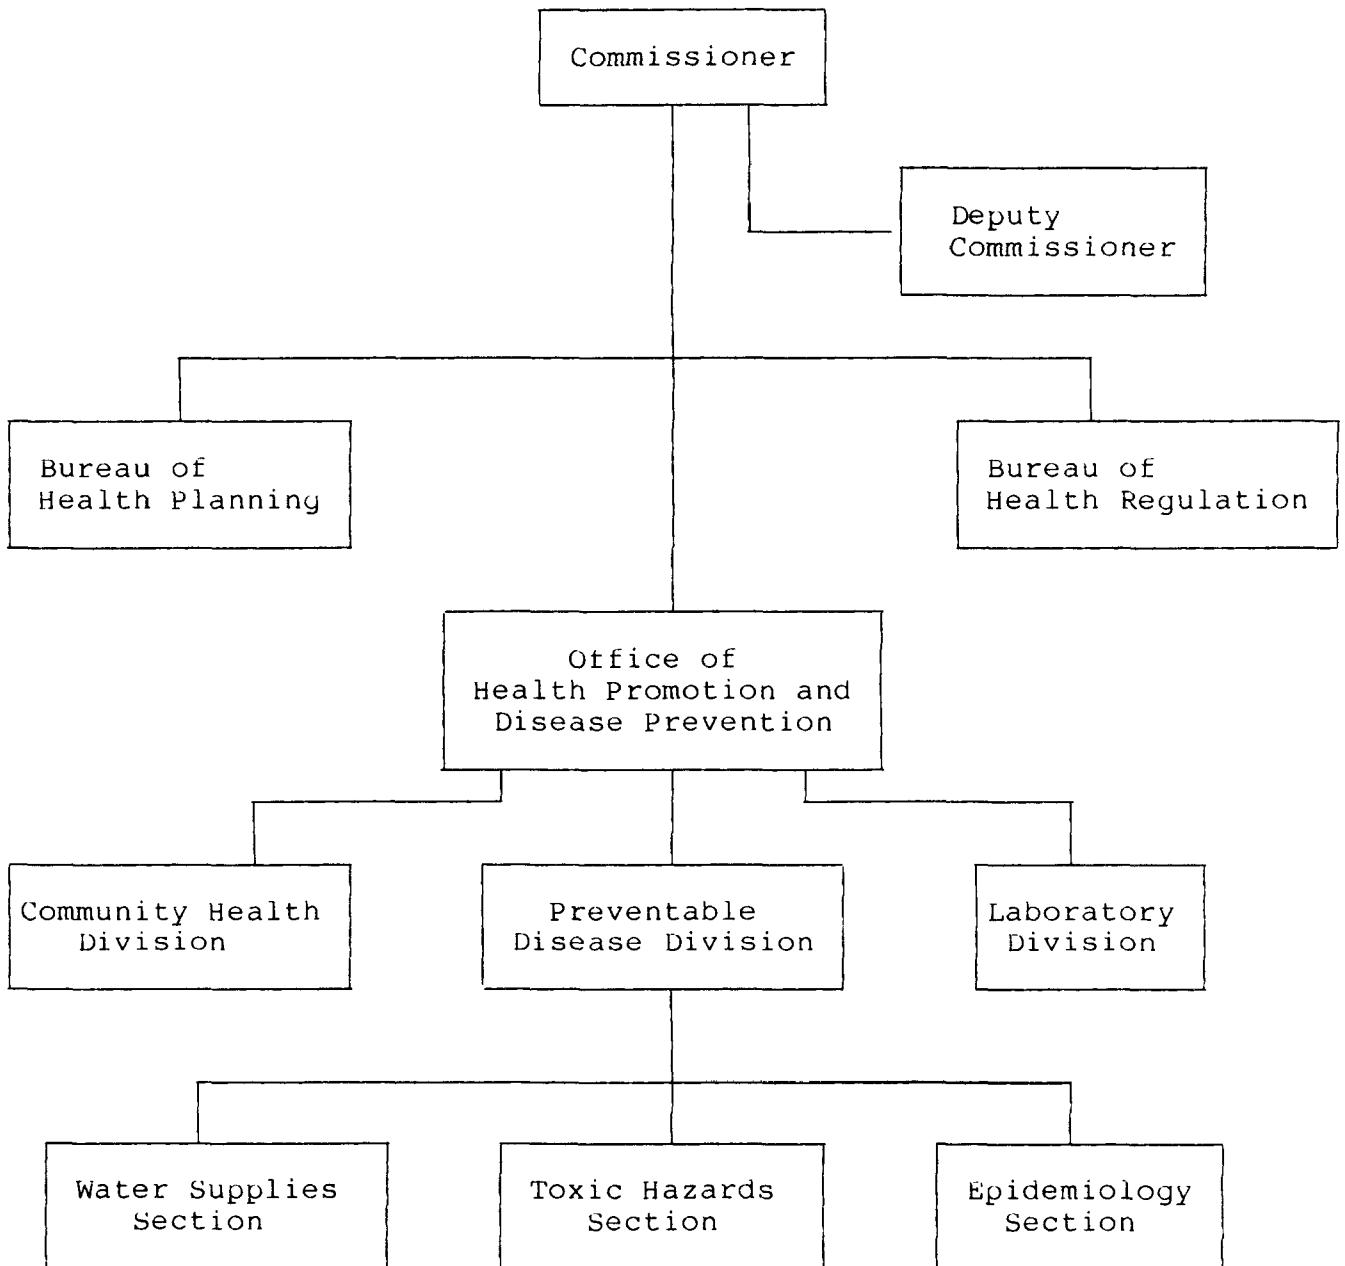 Commissioner
Deputy
Commissioner
Bureau of
Health Planning
Bureau of
Health Regulation
Office of
Health Promotion and
Disease Prevention
Community Health
Division
Preventable
Disease Division
Laboratory
Division
Water Supplies
Section
Toxic Hazards
Section
Epidemiology
Section